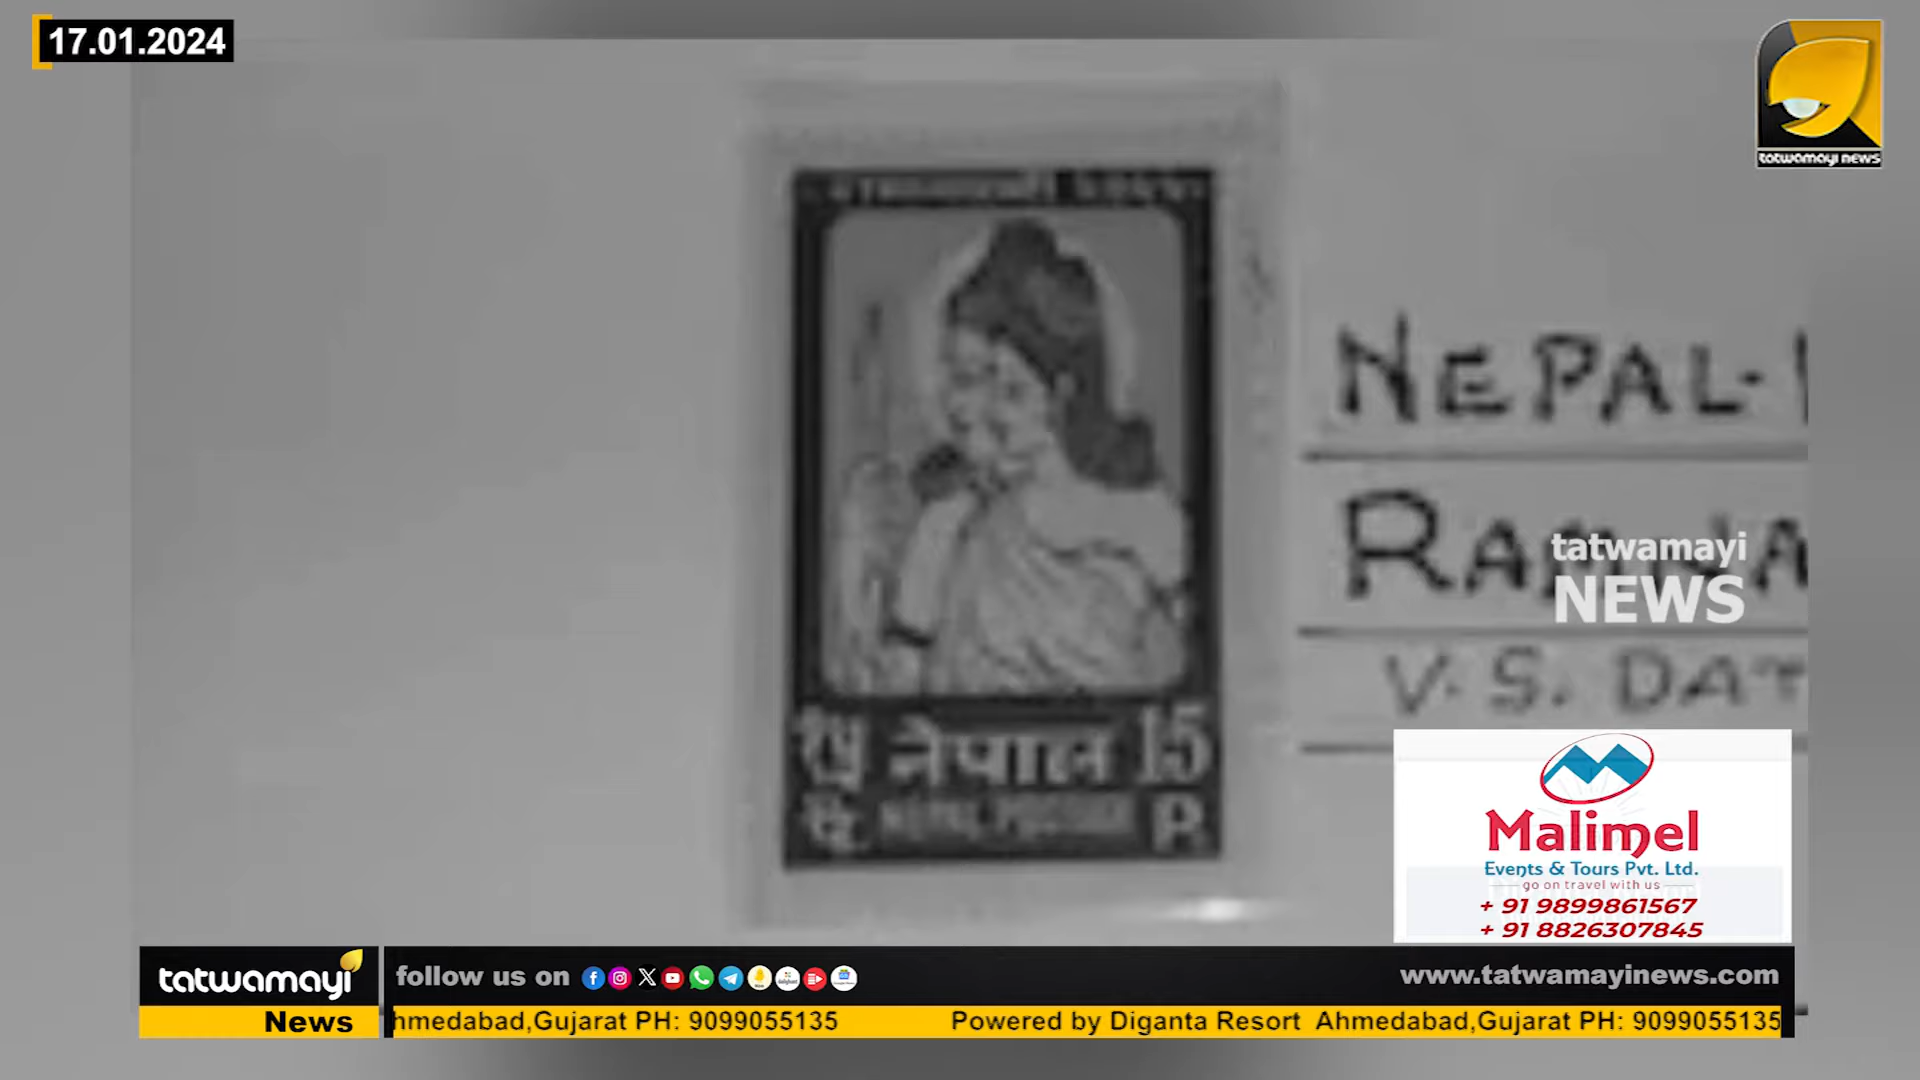 17.01.2024
tatwamayi news
NEPAL-
RAMNA
V. S. DAT
tatwamayi
NEWS
नेपाल 15
P.
Malimel
Events & Tours Pvt. Ltd.
go on travel with us
+ 91 9899861567
+ 91 8826307845
tatwamayi
News
follow us on
www.tatwamayinews.com
hmedabad,Gujarat PH: 9099055135 Powered by Diganta Resort Ahmedabad,Gujarat PH: 9099055135